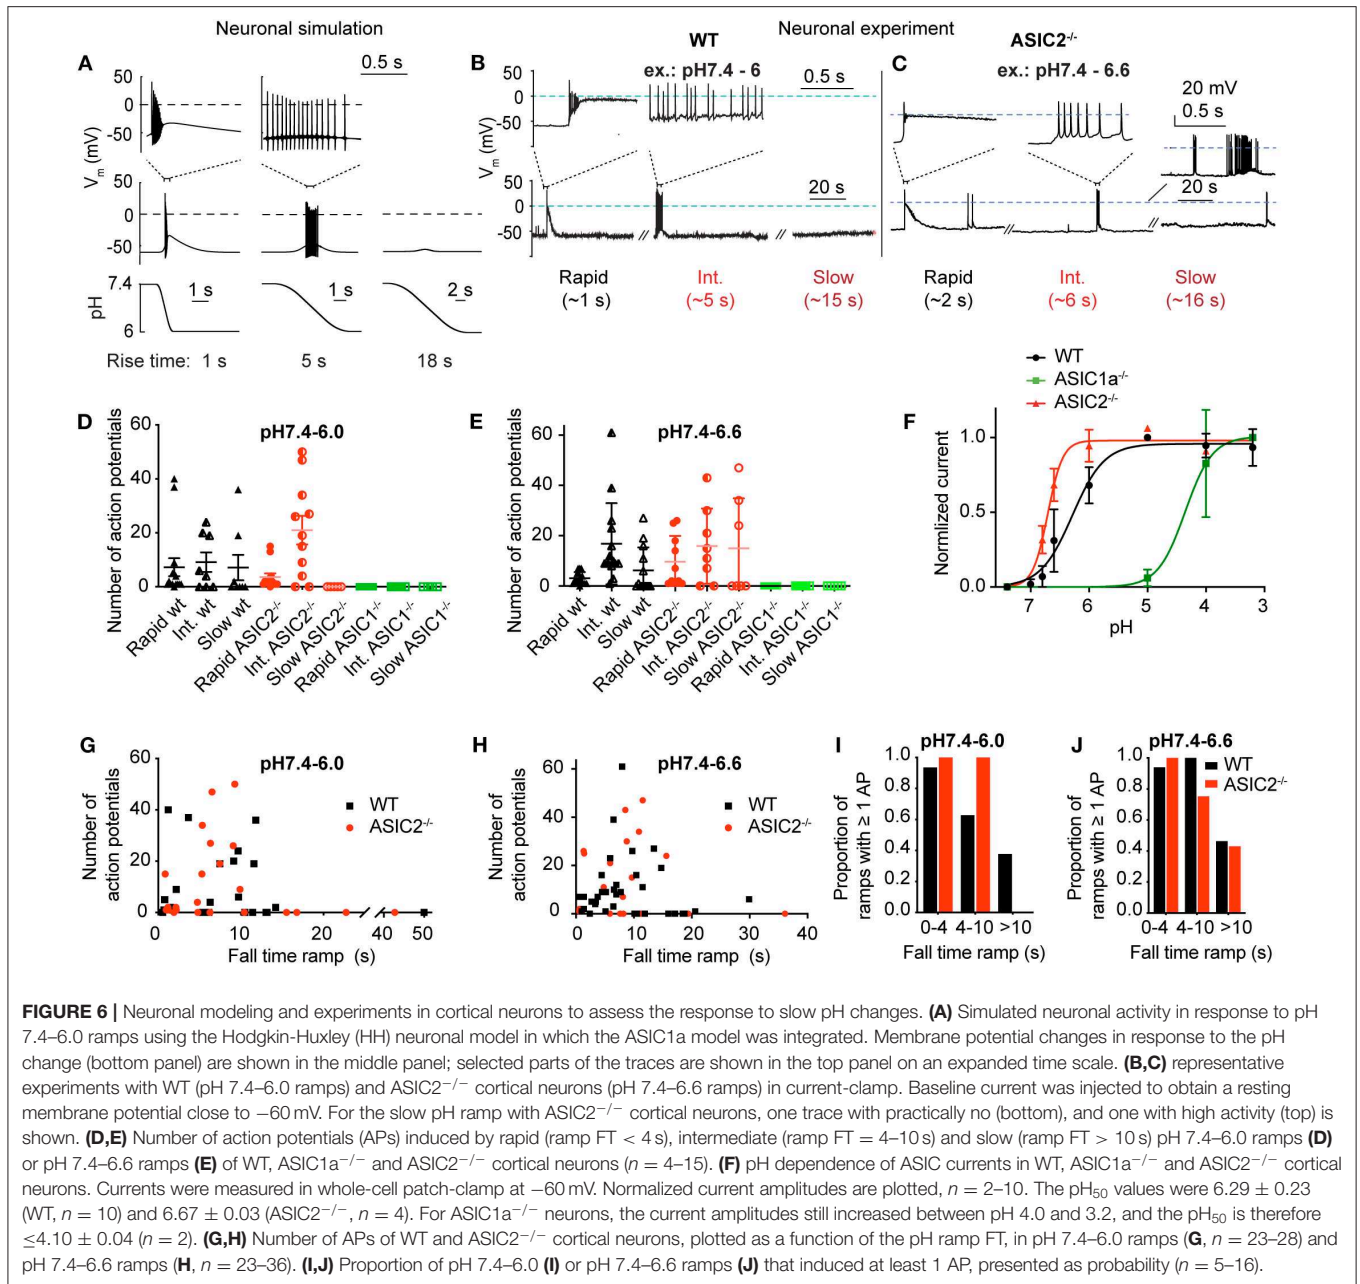 Neuronal simulation
Neuronal experiment
WT
ASIC2-/-
A
0.5 s
B
ex.: pH7.4 - 6
0.5 s
C
ex.: pH7.4 - 6.6
20 mV
0.5 s
50
0
-50
Vm (mV)
50
0
-50
50
0
-50
Vm (mV)
50
0
-50
20 s
20 s
7.4
pH
6
1 s
1 s
2 s
Rise time: 1 s
5 s
18 s
Rapid
(~1 s)
Int.
(~5 s)
Slow
(~15 s)
Rapid
(~2 s)
Int.
(~6 s)
Slow
(~16 s)
D
pH7.4-6.0
Number of action potentials
60
40
20
0
Rapid wt
Int. wt
Slow wt
Rapid ASIC2-/-
Int. ASIC2-/-
Slow ASIC2-/-
Rapid ASIC1-/-
Int. ASIC1-/-
Slow ASIC1-/-
E
pH7.4-6.6
Number of action potentials
60
40
20
0
Rapid wt
Int. wt
Slow wt
Rapid ASIC2-/-
Int. ASIC2-/-
Slow ASIC2-/-
Rapid ASIC1-/-
Int. ASIC1-/-
Slow ASIC1-/-
F
WT
ASIC1a-/-
ASIC2-/-
Normlized current
1.0
0.5
0.0
7
6
5
4
3
pH
G
pH7.4-6.0
Number of
action potentials
60
40
20
0
WT
ASIC2-/-
0
10
20
40
50
Fall time ramp (s)
H
pH7.4-6.6
Number of
action potentials
60
40
20
0
WT
ASIC2-/-
0
10
20
30
40
Fall time ramp (s)
I
pH7.4-6.0
Proportion of
ramps with ≥ 1 AP
1.0
0.8
0.6
0.4
0.2
0.0
0-4
4-10
>10
Fall time ramp (s)
J
pH7.4-6.6
WT
ASIC2-/-
Proportion of
ramps with ≥ 1 AP
1.0
0.8
0.6
0.4
0.2
0.0
0-4
4-10
>10
Fall time ramp (s)
FIGURE 6 | Neuronal modeling and experiments in cortical neurons to assess the response to slow pH changes. (A) Simulated neuronal activity in response to pH
7.4–6.0 ramps using the Hodgkin-Huxley (HH) neuronal model in which the ASIC1a model was integrated. Membrane potential changes in response to the pH
change (bottom panel) are shown in the middle panel; selected parts of the traces are shown in the top panel on an expanded time scale. (B,C) representative
experiments with WT (pH 7.4–6.0 ramps) and ASIC2−/− cortical neurons (pH 7.4–6.6 ramps) in current-clamp. Baseline current was injected to obtain a resting
membrane potential close to −60 mV. For the slow pH ramp with ASIC2−/− cortical neurons, one trace with practically no (bottom), and one with high activity (top) is
shown. (D,E) Number of action potentials (APs) induced by rapid (ramp FT < 4 s), intermediate (ramp FT = 4–10 s) and slow (ramp FT > 10 s) pH 7.4–6.0 ramps (D)
or pH 7.4–6.6 ramps (E) of WT, ASIC1a−/− and ASIC2−/− cortical neurons (n = 4–15). (F) pH dependence of ASIC currents in WT, ASIC1a−/− and ASIC2−/− cortical
neurons. Currents were measured in whole-cell patch-clamp at −60 mV. Normalized current amplitudes are plotted, n = 2–10. The pH50 values were 6.29 ± 0.23
(WT, n = 10) and 6.67 ± 0.03 (ASIC2−/−, n = 4). For ASIC1a−/− neurons, the current amplitudes still increased between pH 4.0 and 3.2, and the pH50 is therefore
≤4.10 ± 0.04 (n = 2). (G,H) Number of APs of WT and ASIC2−/− cortical neurons, plotted as a function of the pH ramp FT, in pH 7.4–6.0 ramps (G, n = 23–28) and
pH 7.4–6.6 ramps (H, n = 23–36). (I,J) Proportion of pH 7.4–6.0 (I) or pH 7.4–6.6 ramps (J) that induced at least 1 AP, presented as probability (n = 5–16).